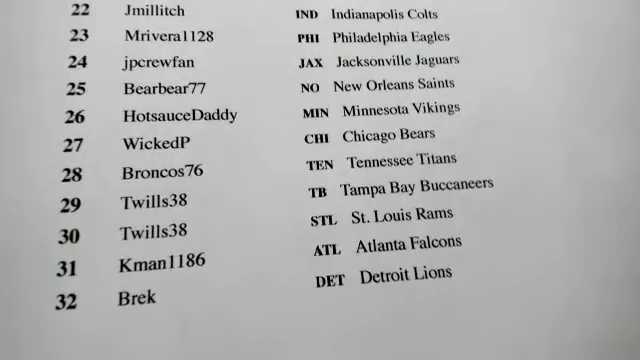 22 Jmillitch IND Indianapolis Colts
23 Mrivera1128 PHI Philadelphia Eagles
24 jpcrewfan JAX Jacksonville Jaguars
25 Bearbear77 NO New Orleans Saints
26 HotsauceDaddy MIN Minnesota Vikings
27 WickedP CHI Chicago Bears
28 Broncos76 TEN Tennessee Titans
29 Twills38 TB Tampa Bay Buccaneers
30 Twills38 STL St. Louis Rams
31 Kman1186 ATL Atlanta Falcons
32 Brek DET Detroit Lions